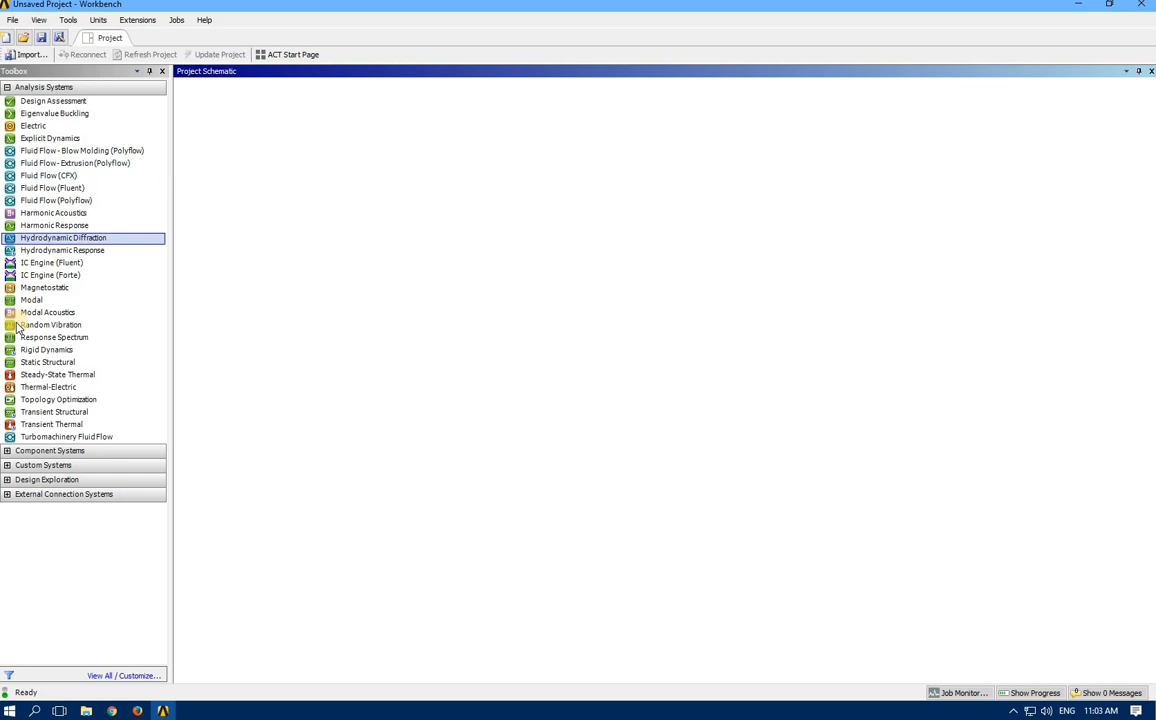 Unsaved Project - Workbench
File View Tools Units Extensions Jobs Help
Project
Import... Reconnect Refresh Project Update Project ACT Start Page
Toolbox
Project Schematic
Analysis Systems
Design Assessment
Eigenvalue Buckling
Electric
Explicit Dynamics
Fluid Flow - Blow Molding (Polyflow)
Fluid Flow - Extrusion (Polyflow)
Fluid Flow (CFX)
Fluid Flow (Fluent)
Fluid Flow (Polyflow)
Harmonic Acoustics
Harmonic Response
Hydrodynamic Diffraction
Hydrodynamic Response
IC Engine (Fluent)
IC Engine (Forte)
Magnetostatic
Modal
Modal Acoustics
Random Vibration
Response Spectrum
Rigid Dynamics
Static Structural
Steady-State Thermal
Thermal-Electric
Topology Optimization
Transient Structural
Transient Thermal
Turbomachinery Fluid Flow
Component Systems
Custom Systems
Design Exploration
External Connection Systems
View All / Customize...
Ready
Job Monitor... Show Progress Show 0 Messages
ENG 11:03 AM